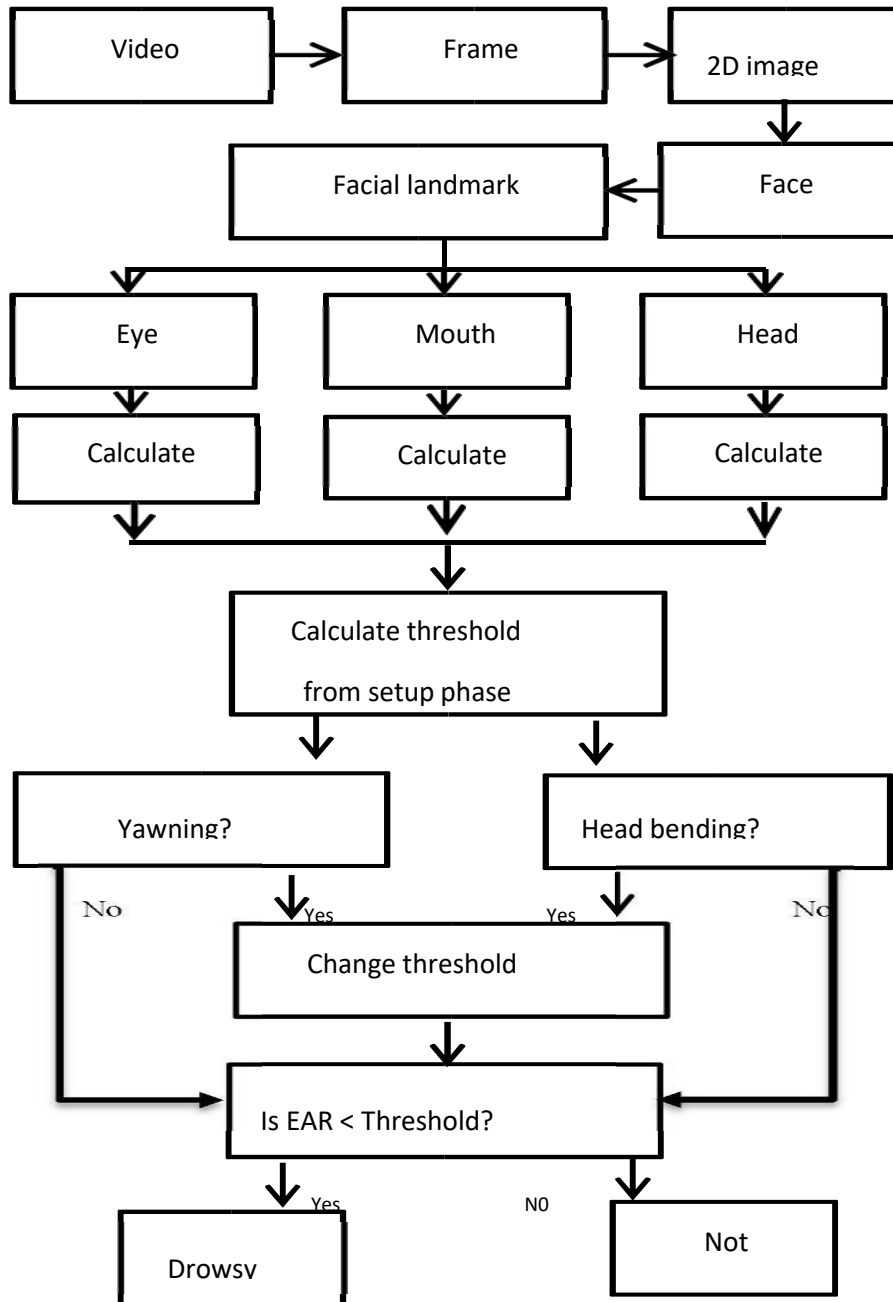 Video
Frame
2D image
Facial landmark
Face
Eye
Mouth
Head
Calculate
Calculate
Calculate
Calculate threshold
from setup phase
Yawning?
Head bending?
No
Yes
Yes
No
Change threshold
Is EAR < Threshold?
Yes
N0
Drowsy
Not